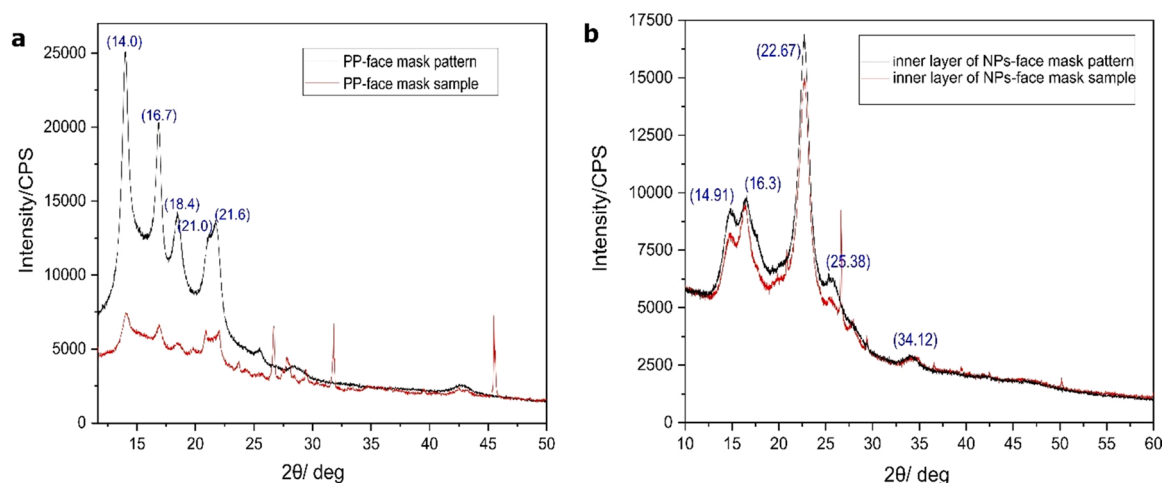 a
(14.0)
(16.7)
(18.4)
(21.0)
(21.6)
PP-face mask pattern
PP-face mask sample
25000
20000
15000
10000
5000
0
Intensity/CPS
15 20 25 30 35 40 45 50
2θ/ deg
b
(22.67)
(14.91)
(16.3)
(25.38)
(34.12)
inner layer of NPs-face mask pattern
inner layer of NPs-face mask sample
17500
15000
12500
10000
7500
5000
2500
0
Intensity/CPS
10 15 20 25 30 35 40 45 50 55 60
2θ/ deg